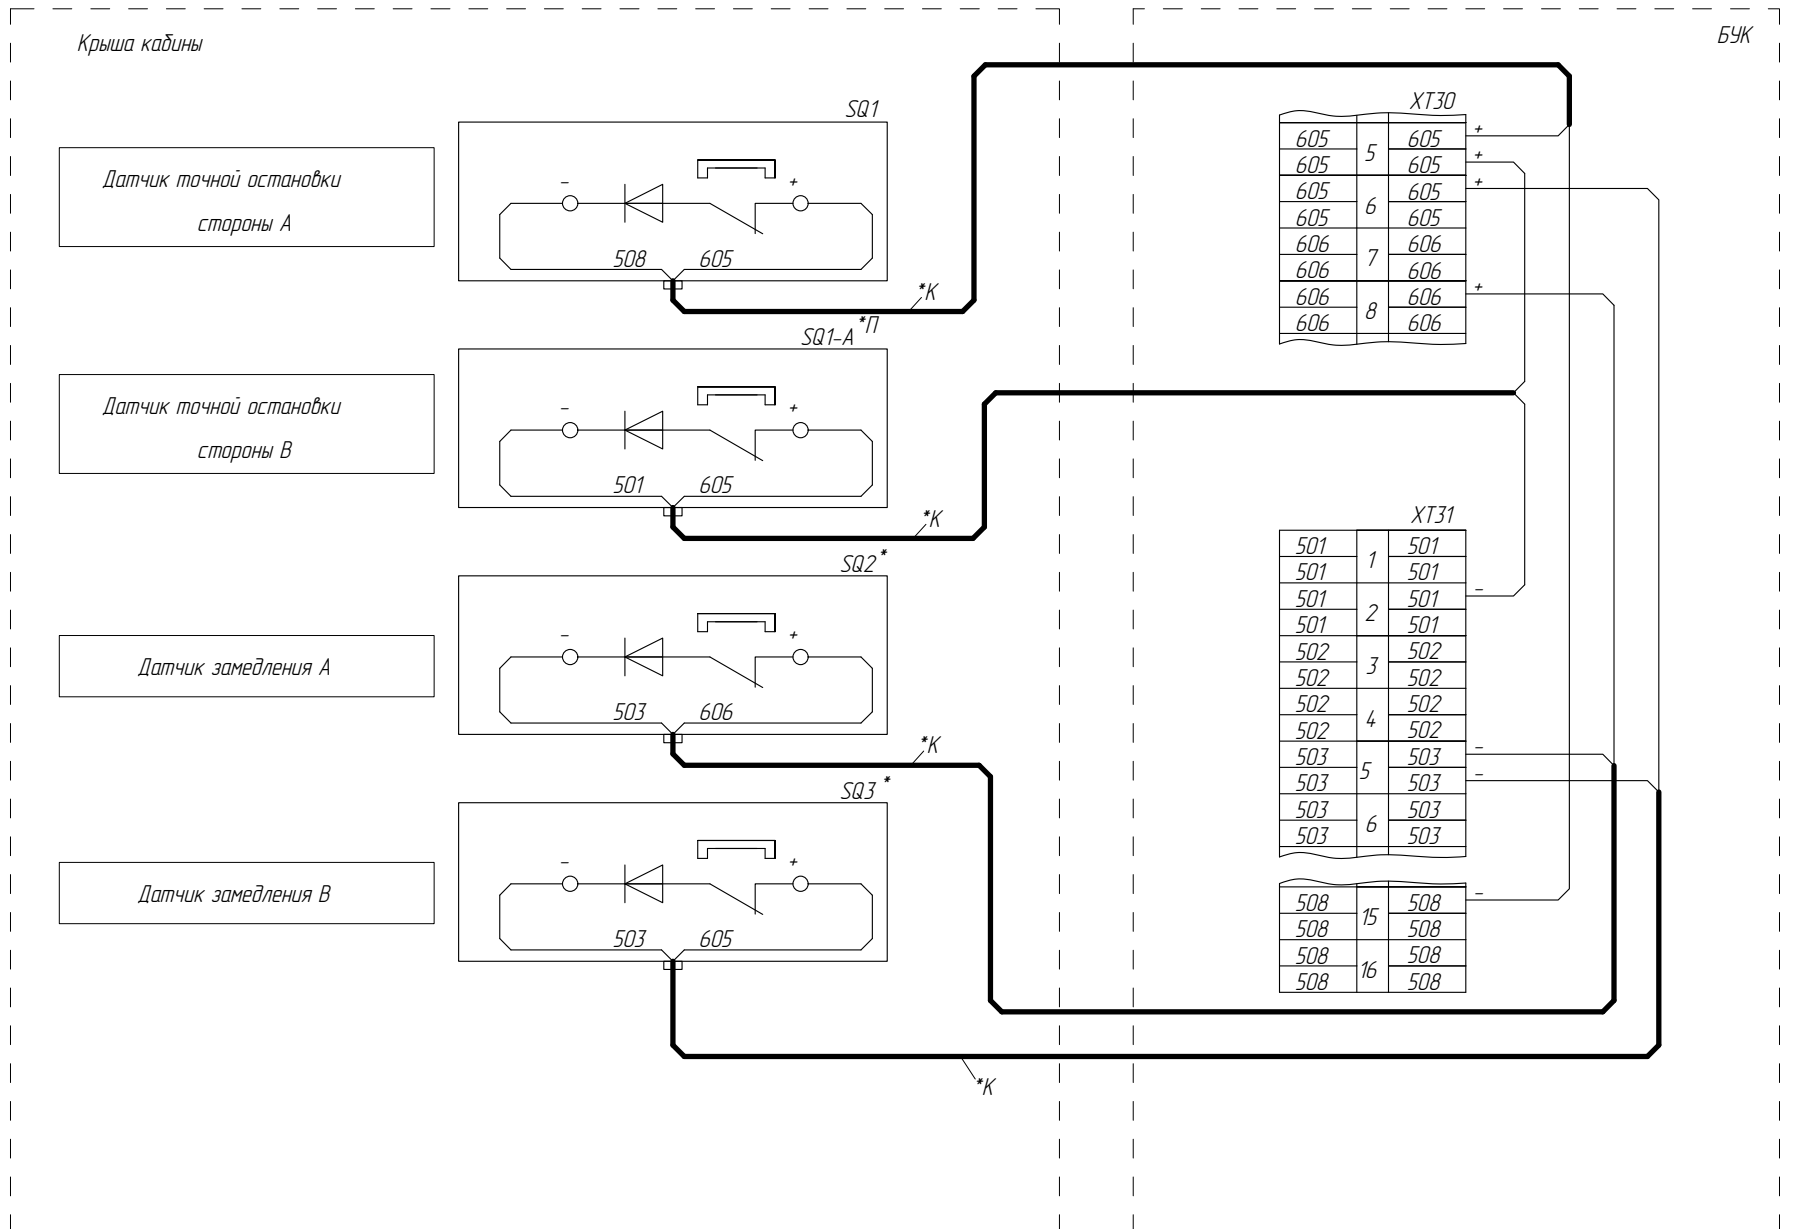 Крыша кабины
БУК
Датчик точной остановки
стороны А
SQ1
-
+
508
605
*К
Датчик точной остановки
стороны В
SQ1-А *П
-
+
501
605
*К
Датчик замедления А
SQ2 *
-
+
503
606
*К
Датчик замедления В
SQ3 *
-
+
503
605
*К
XT30
605 5 605 +
605 605 +
605 6 605 +
605 605
606 7 606
606 606
606 8 606 +
606 606
XT31
501 1 501
501 501
501 2 501 -
501 501
502 3 502
502 502
502 4 502
502 502
503 5 503 -
503 503 -
503 6 503
503 503
508 15 508 -
508 508
508 16 508
508 508